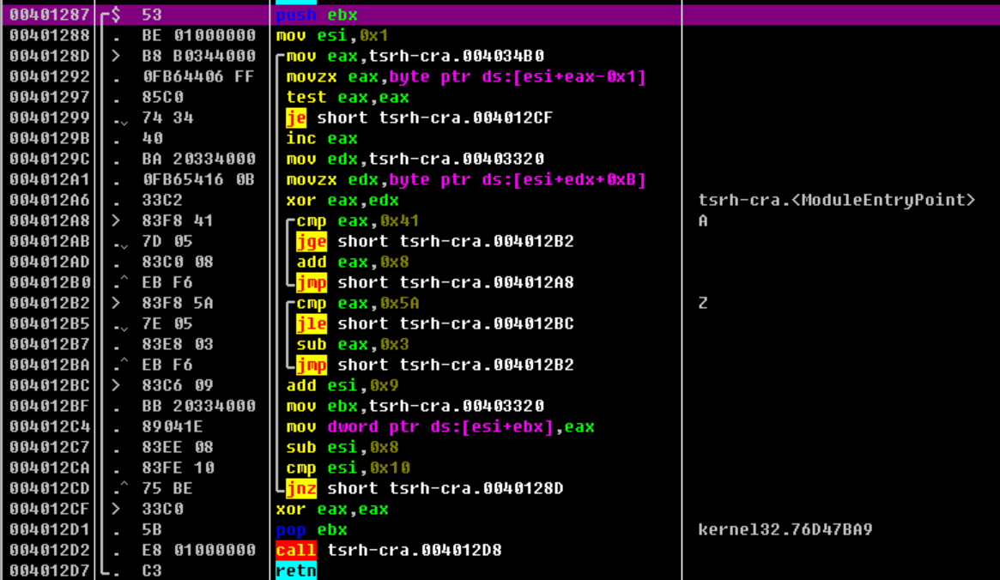 00401287 $ 53 push ebx
00401288 . BE 01000000 mov esi,0x1
0040128D > B8 B0344000 mov eax,tsrh-cra.004034B0
00401292 . 0FB64406 FF movzx eax,byte ptr ds:[esi+eax-0x1]
00401297 . 85C0 test eax,eax
00401299 .v 74 34 je short tsrh-cra.004012CF
0040129B . 40 inc eax
0040129C . BA 20334000 mov edx,tsrh-cra.00403320
004012A1 . 0FB65416 0B movzx edx,byte ptr ds:[esi+edx+0xB]
004012A6 . 33C2 xor eax,edx tsrh-cra.<ModuleEntryPoint>
004012A8 > 83F8 41 cmp eax,0x41 A
004012AB .v 7D 05 jge short tsrh-cra.004012B2
004012AD . 83C0 08 add eax,0x8
004012B0 .^ EB F6 jmp short tsrh-cra.004012A8
004012B2 > 83F8 5A cmp eax,0x5A Z
004012B5 .v 7E 05 jle short tsrh-cra.004012BC
004012B7 . 83E8 03 sub eax,0x3
004012BA .^ EB F6 jmp short tsrh-cra.004012B2
004012BC > 83C6 09 add esi,0x9
004012BF . BB 20334000 mov ebx,tsrh-cra.00403320
004012C4 . 89041E mov dword ptr ds:[esi+ebx],eax
004012C7 . 83EE 08 sub esi,0x8
004012CA . 83FE 10 cmp esi,0x10
004012CD .^ 75 BE jnz short tsrh-cra.0040128D
004012CF > 33C0 xor eax,eax
004012D1 . 5B pop ebx kernel32.76D47BA9
004012D2 . E8 01000000 call tsrh-cra.004012D8
004012D7 . C3 retn